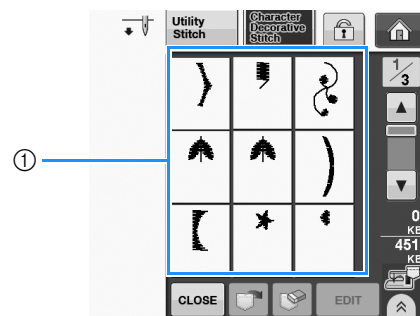 Utility
Stitch
Character
Decorative
Stitch
1/3
①
0
KB
451
KB
CLOSE
EDIT